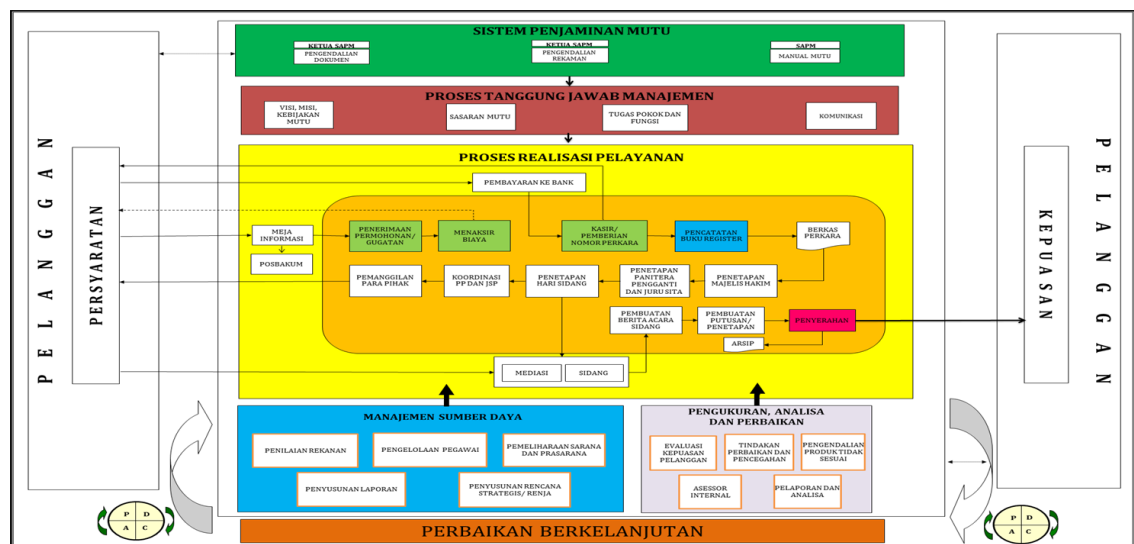 SISTEM PENJAMINAN MUTU
KETUA SAPM
PENGENDALIAN
DOKUMEN
KETUA SAPM
PENGENDALIAN
REKAMAN
SAPM
MANUAL MUTU
PROSES TANGGUNG JAWAB MANAJEMEN
VISI, MISI,
KEBIJAKAN
MUTU
SASARAN MUTU
TUGAS POKOK DAN
FUNGSI
KOMUNIKASI
PELANGGAN
PERSYARATAN
PROSES REALISASI PELAYANAN
PEMBAYARAN KE BANK
MEJA
INFORMASI
POSBAKUM
PENERIMAAN
PERMOHONAN/
GUGATAN
MENAKSIR
BIAYA
KASIR/
PEMBERIAN
NOMOR PERKARA
PENCATATAN
BUKU REGISTER
BERKAS
PERKARA
PEMANGGILAN
PARA PIHAK
KOORDINASI
PP DAN JSP
PENETAPAN
HARI SIDANG
PENETAPAN
PANITERA
PENGGANTI
DAN JURU SITA
PENETAPAN
MAJELIS HAKIM
PEMBUATAN
BERITA ACARA
SIDANG
PEMBUATAN
PUTUSAN/
PENETAPAN
PENYERAHAN
ARSIP
MEDIASI
SIDANG
KEPUASAN
PELANGGAN
MANAJEMEN SUMBER DAYA
PENILAIAN REKANAN
PENGELOLAAN PEGAWAI
PEMELIHARAAN SARANA
DAN PRASARANA
PENYUSUNAN LAPORAN
PENYUSUNAN RENCANA
STRATEGIS/ RENJA
PENGUKURAN, ANALISA
DAN PERBAIKAN
EVALUASI
KEPUASAN
PELANGGAN
TINDAKAN
PERBAIKAN DAN
PENCEGAHAN
PENGENDALIAN
PRODUK TIDAK
SESUAI
ASESSOR
INTERNAL
PELAPORAN DAN
ANALISA
P D
A C
P D
A C
PERBAIKAN BERKELANJUTAN